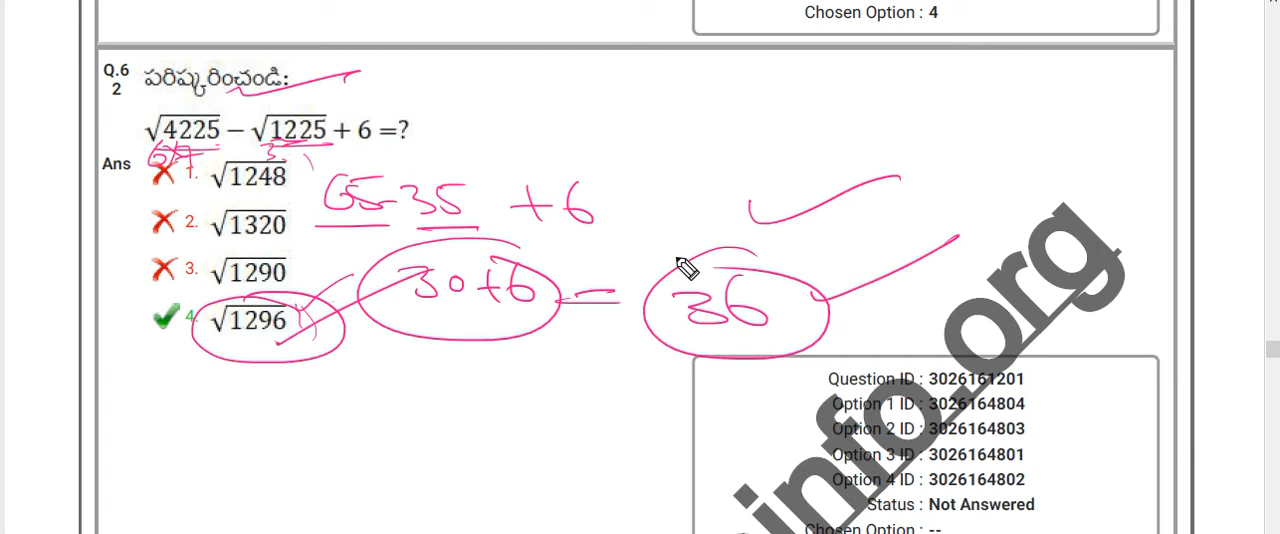 Chosen Option : 4
Q.62 పరిష్కరించండి:
√4225 − √1225 + 6 =?
Ans 1. √1248
65 - 35 + 6
2. √1320
3. √1290
30+6 = 36
4. √1296
Question ID : 3026161201
Option 1 ID : 3026164804
Option 2 ID : 3026164803
Option 3 ID : 3026164801
Option 4 ID : 3026164802
Status : Not Answered
Chosen Option : --
info.org